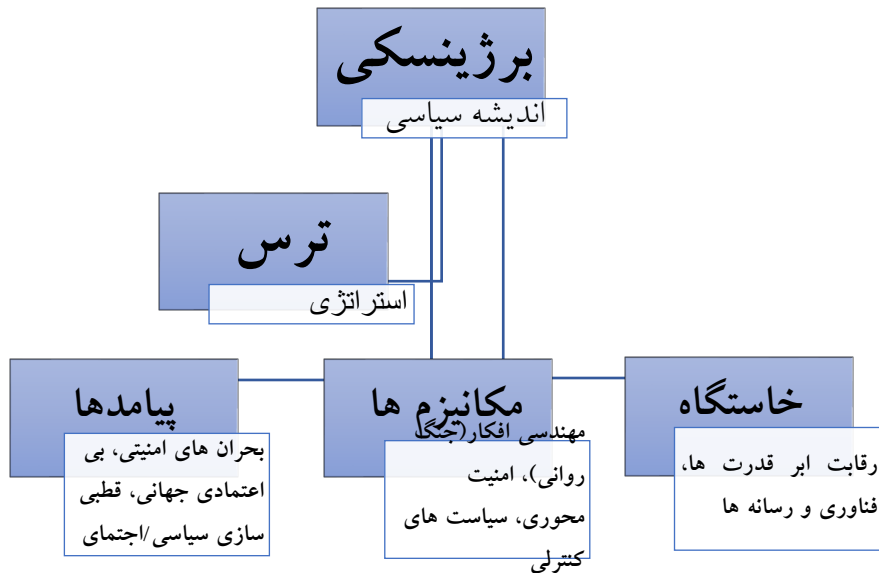 برژینسکی
اندیشه سیاسی
ترس
استراتژی
خاستگاه
رقابت ابر قدرت ها،
فناوری و رسانه ها
مکانیزم ها
مهندسی افکار(جنگ
روانی)، امنیت
محوری، سیاست های
کنترلی
پیامدها
بحران های امنیتی، بی
اعتمادی جهانی، قطبی
سازی سیاسی/اجتمای